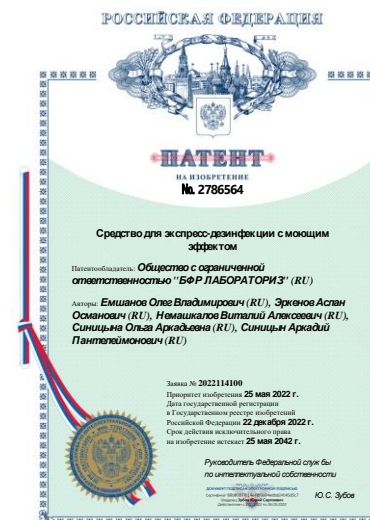 РОССИЙСКАЯ ФЕДЕРАЦИЯ
ПАТЕНТ
НА ИЗОБРЕТЕНИЕ
№ 2786564
Средство для экспресс-дезинфекции с моющим
эффектом
Патентообладатель: Общество с ограниченной
ответственностью "БФР ЛАБОРАТОРИЗ" (RU)
Авторы: Емшанов Олег Владимирович (RU), Эркенов Аслан
Османович (RU), Немашкалов Виталий Алексеевич (RU),
Синицына Ольга Аркадьевна (RU), Синицын Аркадий
Пантелеймонович (RU)
Заявка № 2022114100
Приоритет изобретения 25 мая 2022 г.
Дата государственной регистрации
в Государственном реестре изобретений
Российской Федерации 22 декабря 2022 г.
Срок действия исключительного права
на изобретение истекает 25 мая 2042 г.
Руководитель Федеральной служ бы
по интеллектуальной собственности
Ю.С. Зубов